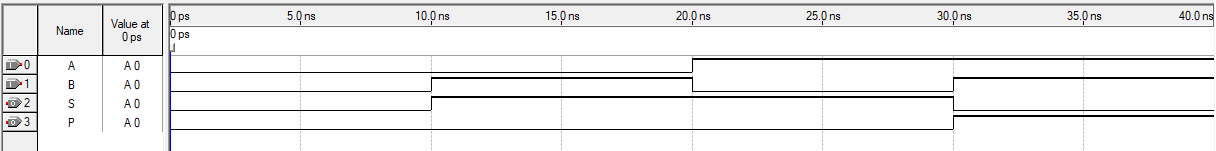 Name Value at 0 ps 0 ps 5.0 ns 10.0 ns 15.0 ns 20.0 ns 25.0 ns 30.0 ns 35.0 ns 40.0 ns
0 ps
0 A A 0
1 B A 0
2 S A 0
3 P A 0